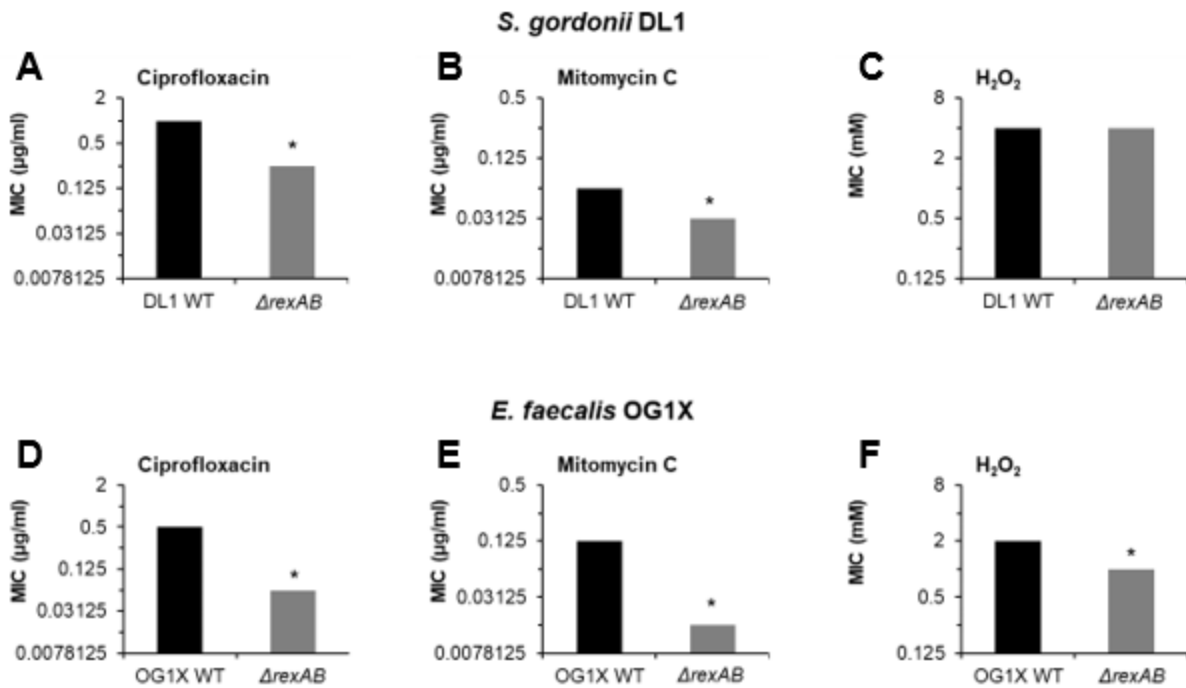 S. gordonii DL1
A
Ciprofloxacin
MIC (µg/ml)
2
0.5
0.125
0.03125
0.0078125
DL1 WT
ΔrexAB
*
B
Mitomycin C
MIC (µg/ml)
0.5
0.125
0.03125
0.0078125
DL1 WT
ΔrexAB
*
C
H₂O₂
MIC (mM)
8
2
0.5
0.125
DL1 WT
ΔrexAB
E. faecalis OG1X
D
Ciprofloxacin
MIC (µg/ml)
2
0.5
0.125
0.03125
0.0078125
OG1X WT
ΔrexAB
*
E
Mitomycin C
MIC (µg/ml)
0.5
0.125
0.03125
0.0078125
OG1X WT
ΔrexAB
*
F
H₂O₂
MIC (mM)
8
2
0.5
0.125
OG1X WT
ΔrexAB
*